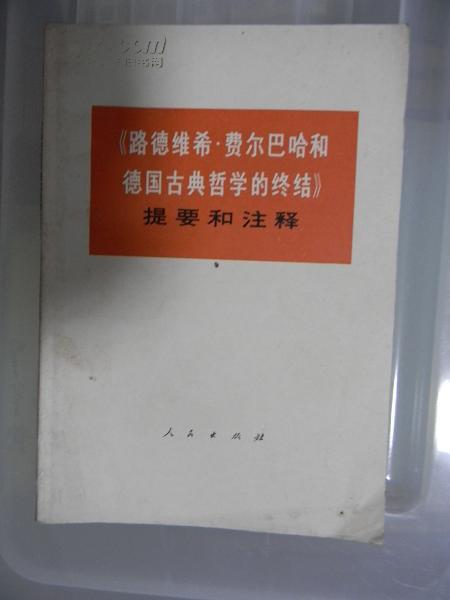 《路德维希·费尔巴哈和
德国古典哲学的终结》
提要和注释
人民出版社